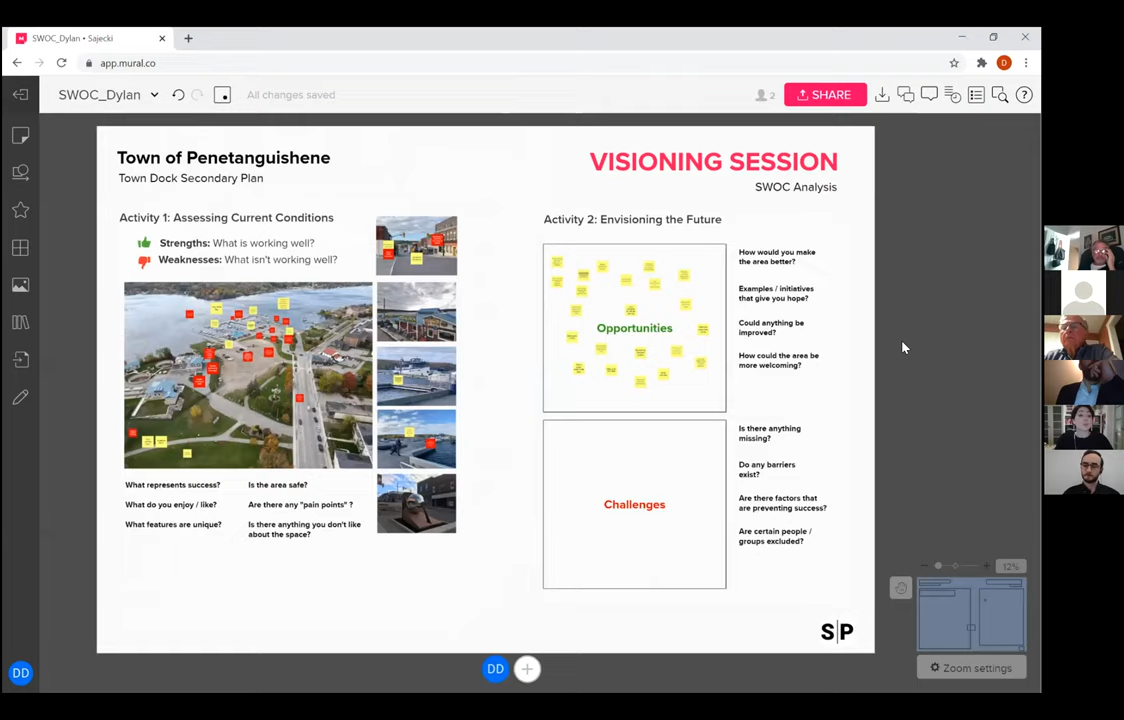 SWOC_Dylan • Sajecki
app.mural.co
D
SWOC_Dylan
All changes saved
2
SHARE
?
Town of Penetanguishene
Town Dock Secondary Plan
VISIONING SESSION
SWOC Analysis
Activity 1: Assessing Current Conditions
Strengths: What is working well?
Weaknesses: What isn't working well?
What represents success?
What do you enjoy / like?
What features are unique?
Is the area safe?
Are there any "pain points" ?
Is there anything you don't like
about the space?
Activity 2: Envisioning the Future
Opportunities
How would you make
the area better?
Examples / initiatives
that give you hope?
Could anything be
improved?
How could the area be
more welcoming?
Challenges
Is there anything
missing?
Do any barriers
exist?
Are there factors that
are preventing success?
Are certain people /
groups excluded?
S|P
12%
Zoom settings
DD
DD